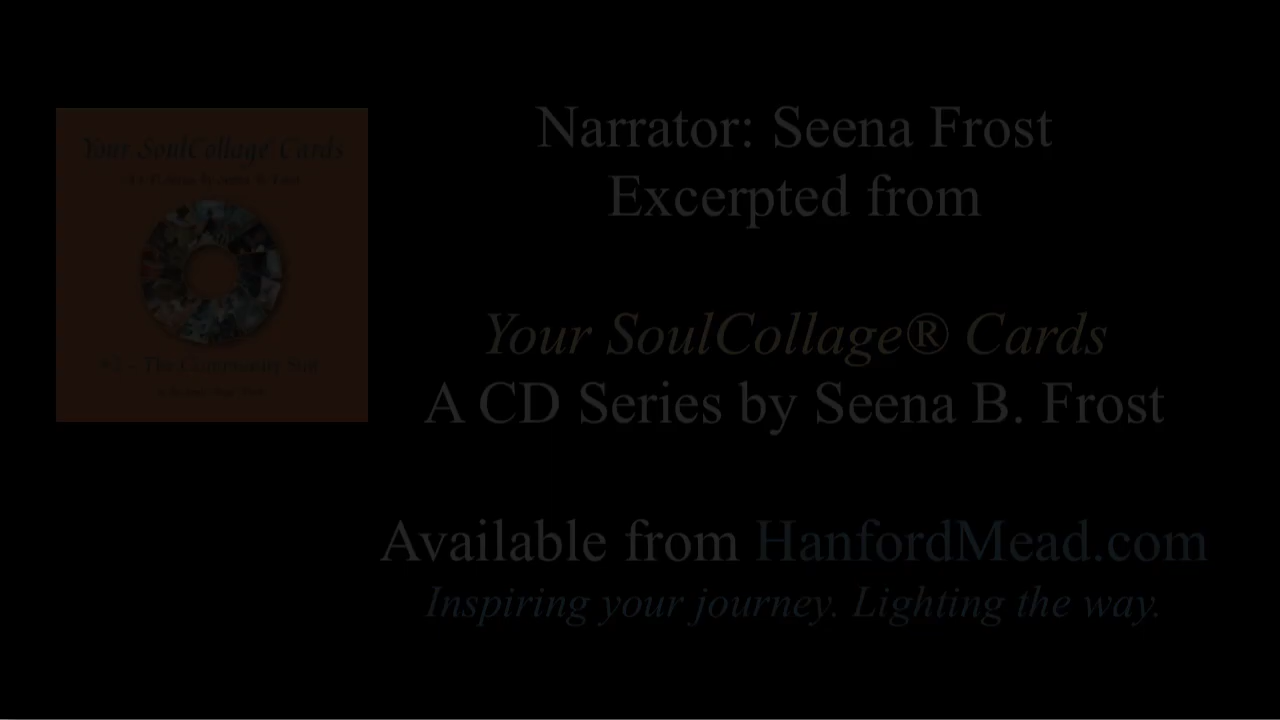 Your SoulCollage® Cards
Narrator: Seena Frost
Excerpted from
Your SoulCollage® Cards
A CD Series by Seena B. Frost
Available from HanfordMead.com
Inspiring your journey. Lighting the way.